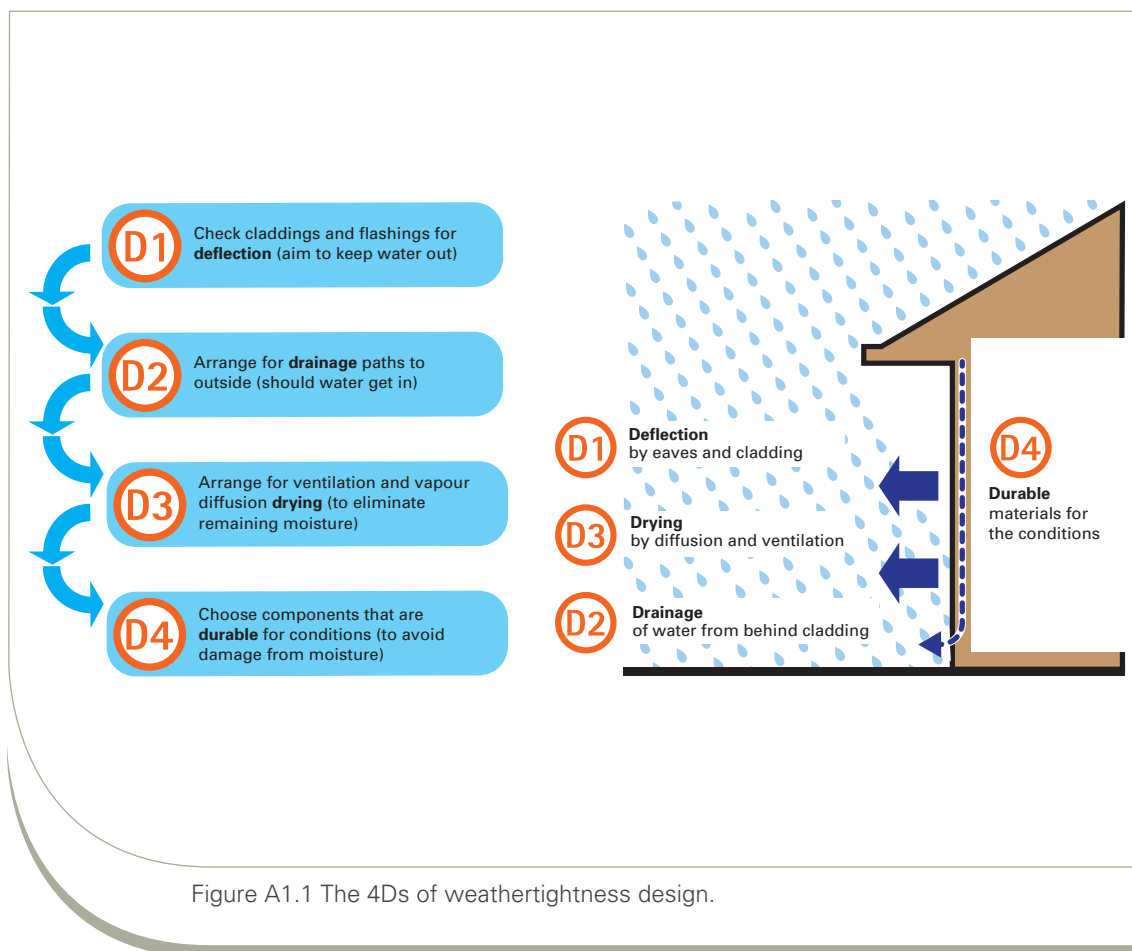 D1
Check claddings and flashings for
deflection (aim to keep water out)
D2
Arrange for drainage paths to
outside (should water get in)
D3
Arrange for ventilation and vapour
diffusion drying (to eliminate
remaining moisture)
D4
Choose components that are
durable for conditions (to avoid
damage from moisture)
D1
Deflection
by eaves and cladding
D3
Drying
by diffusion and ventilation
D2
Drainage
of water from behind cladding
D4
Durable
materials for
the conditions
Figure A1.1 The 4Ds of weathertightness design.